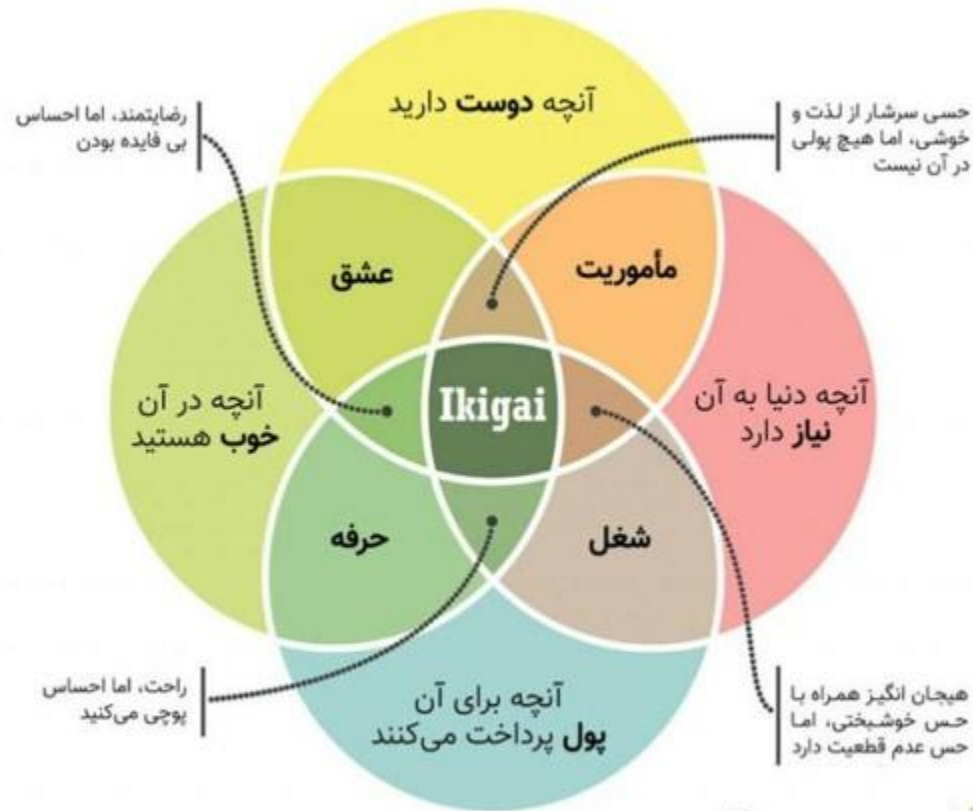 آنچه دوست دارید
رضایتمند، اما احساس
بی فایده بودن
حسی سرشار از لذت و
خوشی، اما هیچ پولی
در آن نیست
عشق
مأموریت
آنچه در آن
خوب هستید
Ikigai
آنچه دنیا به آن
نیاز دارد
حرفه
شغل
راحت، اما احساس
پوچی می‌کنید
آنچه برای آن
پول پرداخت می‌کنند
هیجان انگیز همراه با
حس خوشبختی، اما
حس عدم قطعیت دارد